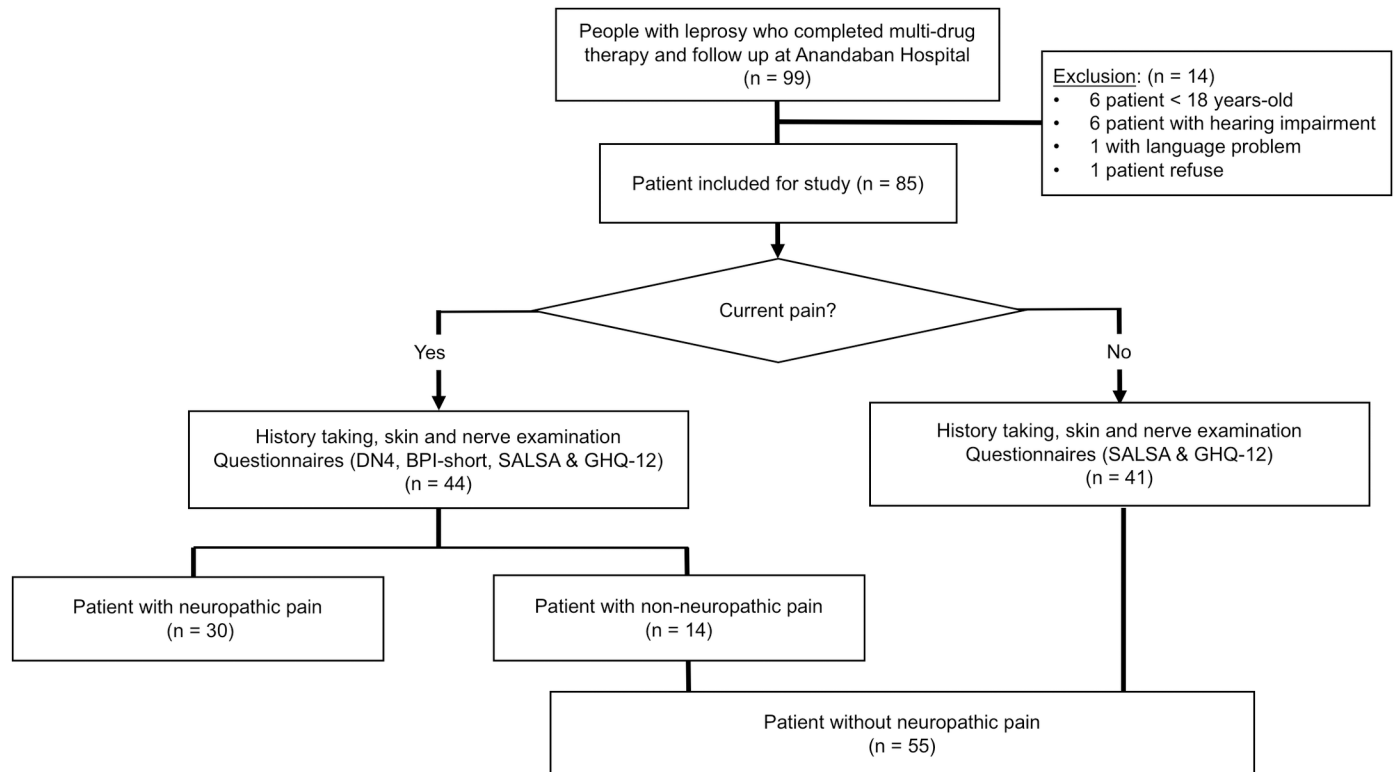 People with leprosy who completed multi-drug
therapy and follow up at Anandaban Hospital
(n = 99)
Exclusion: (n = 14)
• 6 patient < 18 years-old
• 6 patient with hearing impairment
• 1 with language problem
• 1 patient refuse
Patient included for study (n = 85)
Current pain?
Yes
No
History taking, skin and nerve examination
Questionnaires (DN4, BPI-short, SALSA & GHQ-12)
(n = 44)
History taking, skin and nerve examination
Questionnaires (SALSA & GHQ-12)
(n = 41)
Patient with neuropathic pain
(n = 30)
Patient with non-neuropathic pain
(n = 14)
Patient without neuropathic pain
(n = 55)